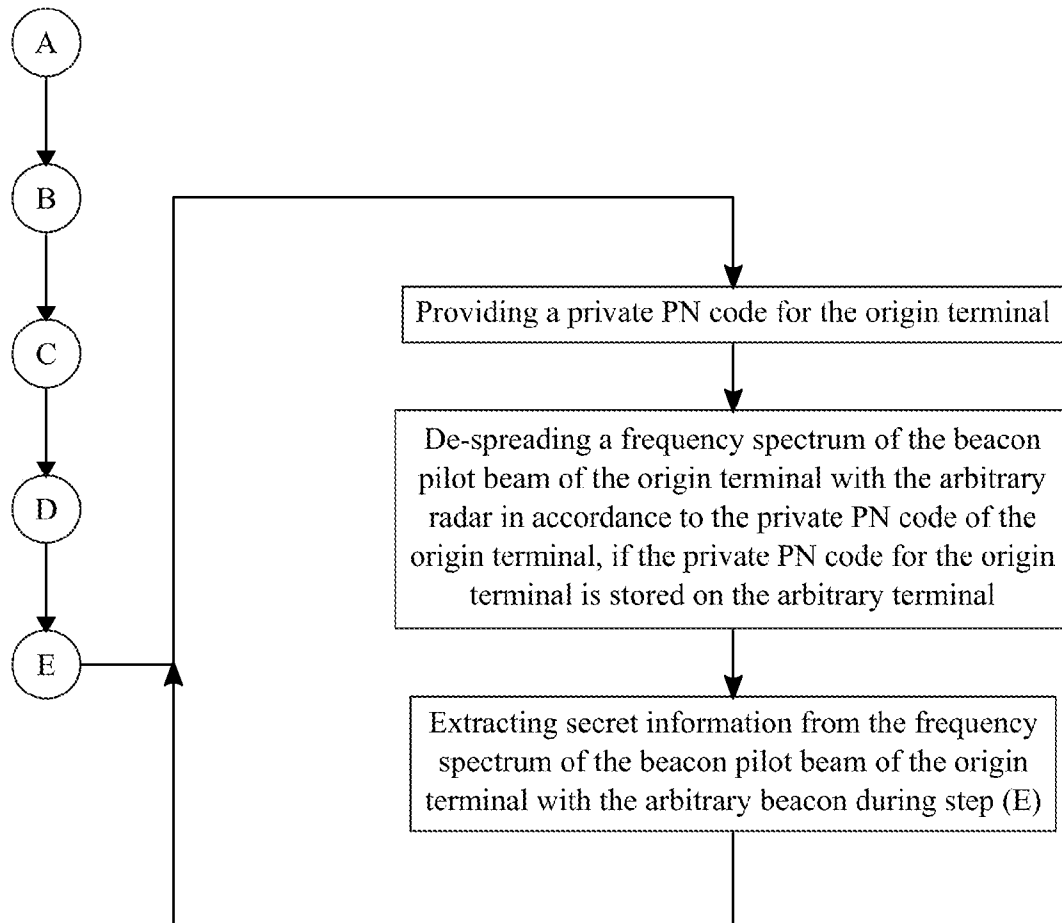 A
B
C
D
E
Providing a private PN code for the origin terminal
De-spreading a frequency spectrum of the beacon
pilot beam of the origin terminal with the arbitrary
radar in accordance to the private PN code of the
origin terminal, if the private PN code for the origin
terminal is stored on the arbitrary terminal
Extracting secret information from the frequency
spectrum of the beacon pilot beam of the origin
terminal with the arbitrary beacon during step (E)